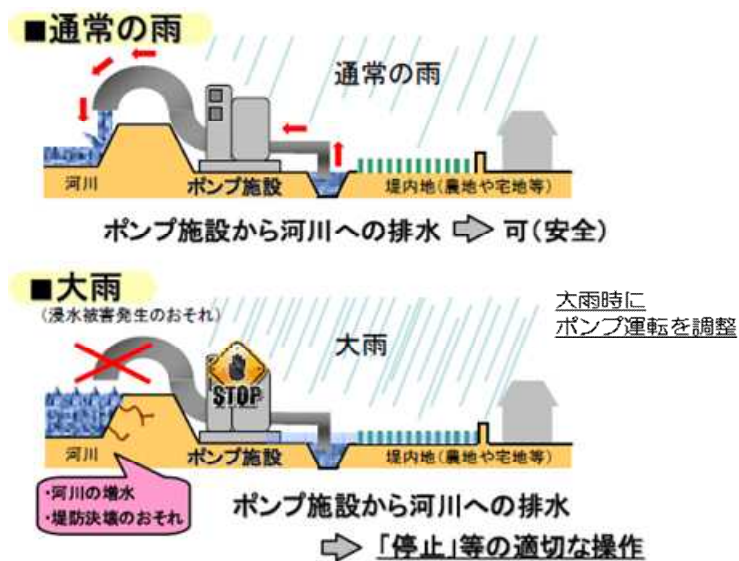 ■通常の雨
通常の雨
河川
ポンプ施設
堤内地(農地や宅地等)
ポンプ施設から河川への排水 ⇨ 可(安全)
■大雨
(浸水被害発生のおそれ)
大雨時に
ポンプ運転を調整
大雨
STOP
河川
ポンプ施設
堤内地(農地や宅地等)
・河川の増水
・堤防決壊のおそれ
ポンプ施設から河川への排水
⇨ 「停止」等の適切な操作